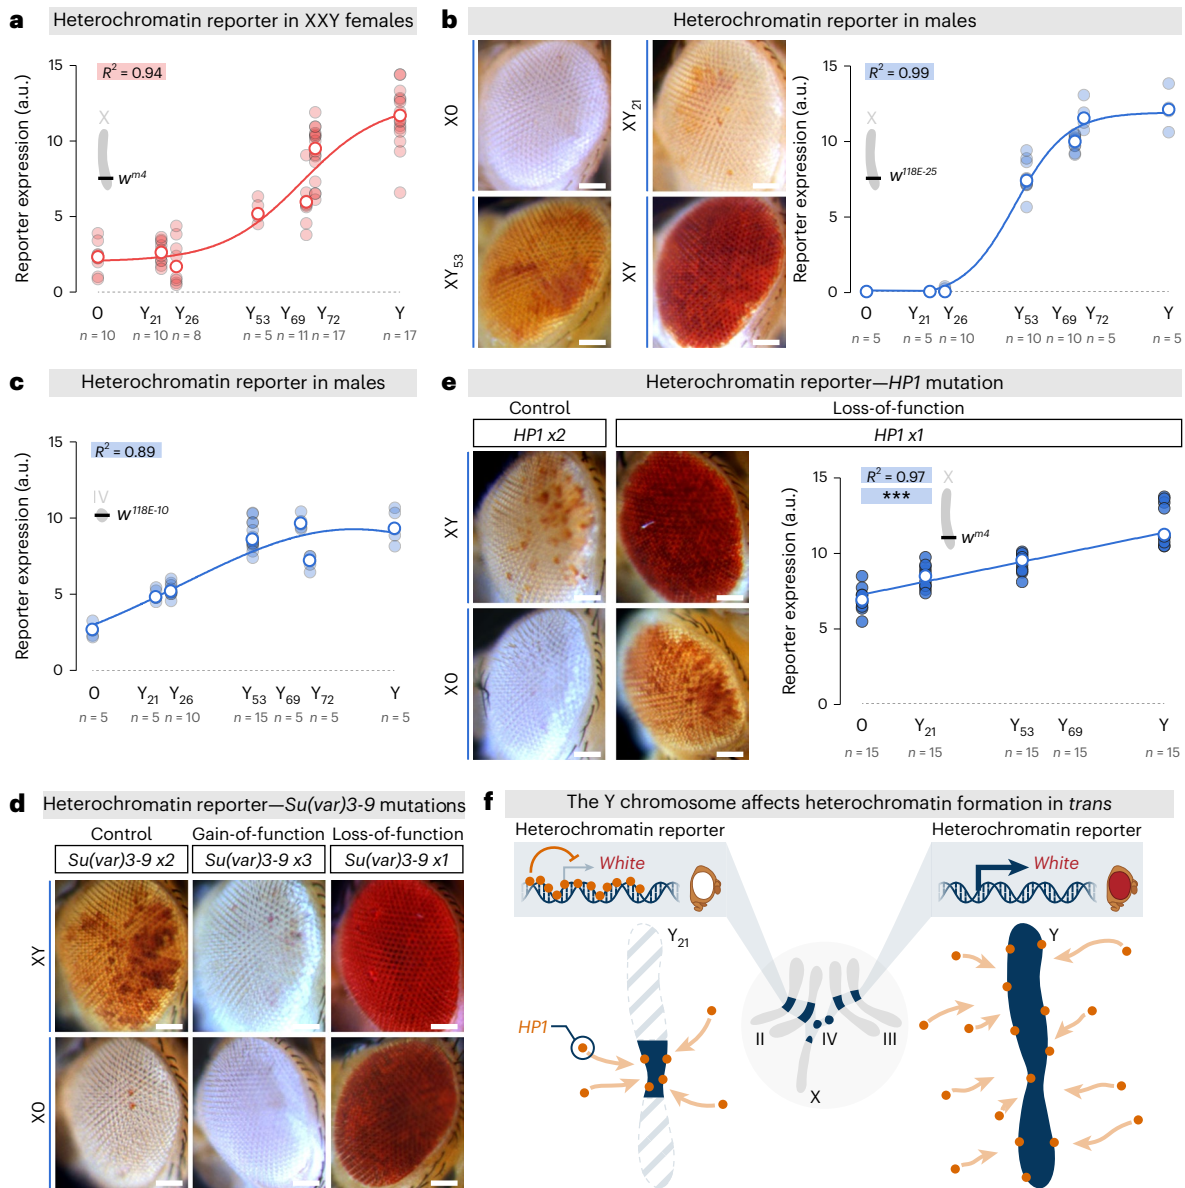 a
Heterochromatin reporter in XXY females
Reporter expression (a.u.)
15
10
5
0
R² = 0.94
X
w^m4
O Y21 Y26 Y53 Y69 Y72 Y
n = 10 n = 10 n = 8 n = 5 n = 11 n = 17 n = 17
b
Heterochromatin reporter in males
XO
XY21
XY53
XY
Reporter expression (a.u.)
15
10
5
0
R² = 0.99
X
w^118E-25
O Y21 Y26 Y53 Y69 Y72 Y
n = 5 n = 5 n = 10 n = 10 n = 10 n = 5 n = 5
c
Heterochromatin reporter in males
Reporter expression (a.u.)
15
10
5
0
R² = 0.89
IV
w^118E-10
O Y21 Y26 Y53 Y69 Y72 Y
n = 5 n = 5 n = 10 n = 15 n = 5 n = 5 n = 5
e
Heterochromatin reporter—HP1 mutation
Control
Loss-of-function
HP1 x2
HP1 x1
XY
XO
Reporter expression (a.u.)
15
10
5
0
R² = 0.97
***
X
w^m4
O Y21 Y53 Y69 Y
n = 15 n = 15 n = 15 n = 15 n = 15
d
Heterochromatin reporter—Su(var)3-9 mutations
Control Gain-of-function Loss-of-function
Su(var)3-9 x2 Su(var)3-9 x3 Su(var)3-9 x1
XY
XO
f
The Y chromosome affects heterochromatin formation in trans
Heterochromatin reporter
Heterochromatin reporter
White
White
Y21
Y
HP1
II
IV
III
X